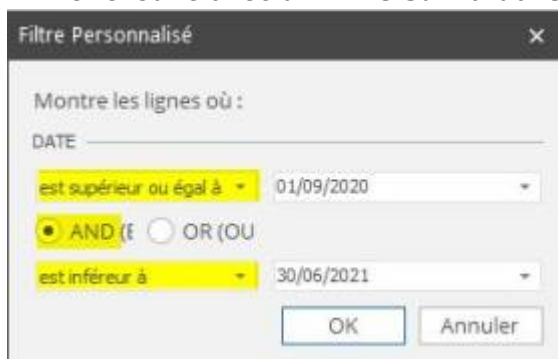 Filtre Personnalisé ×
Montre les lignes où :
DATE
est supérieur ou égal à 01/09/2020
AND (E OR (OU
est inféreur à 30/06/2021
OK Annuler